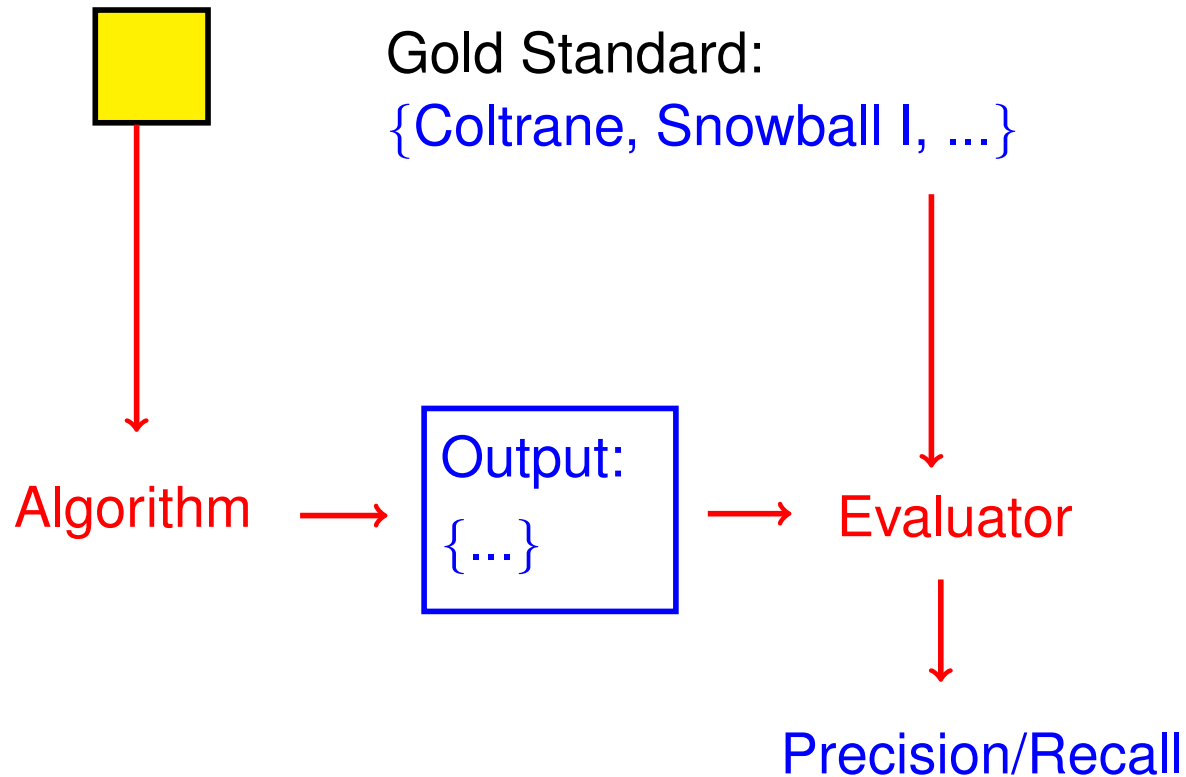 Gold Standard:
{Coltrane, Snowball I, ...}
Algorithm
Output:
{...}
Evaluator
Precision/Recall